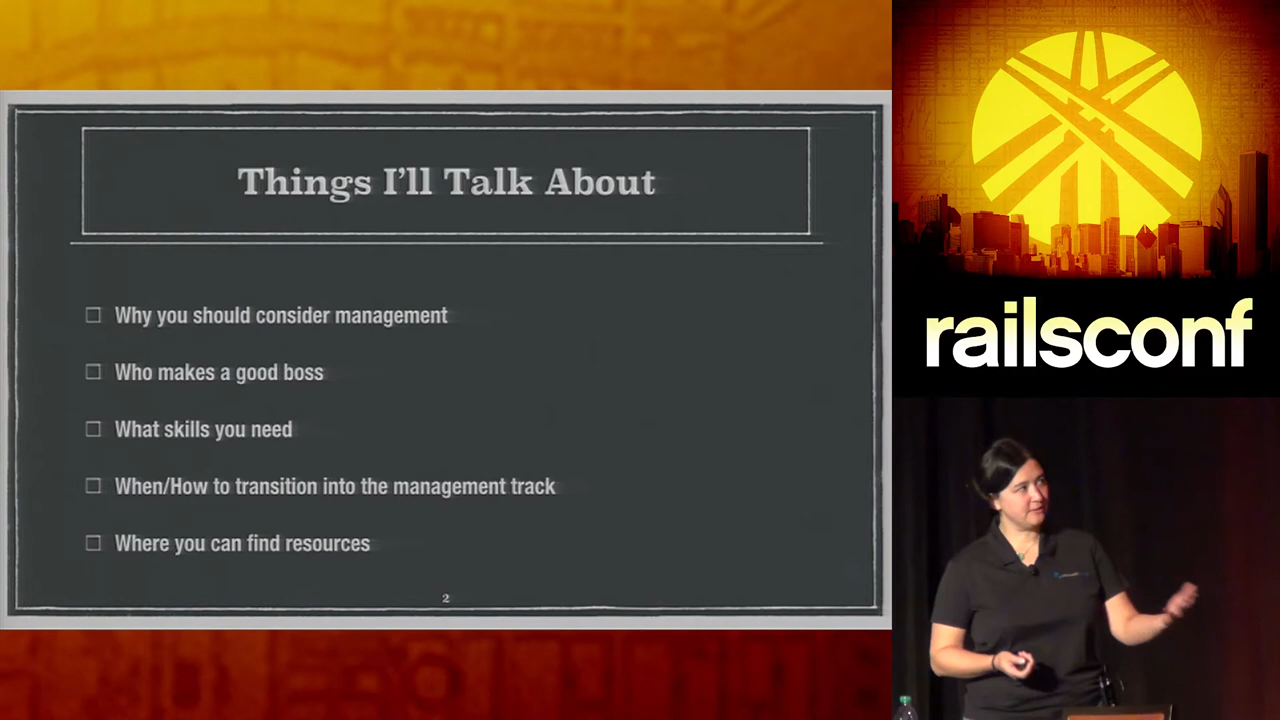 Things I'll Talk About
Why you should consider management
Who makes a good boss
What skills you need
When/How to transition into the management track
Where you can find resources
2
railsconf